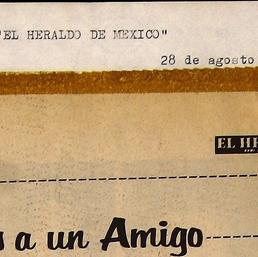 "EL HERALDO DE MEXICO"
28 de agosto
EL HE
a un Amigo